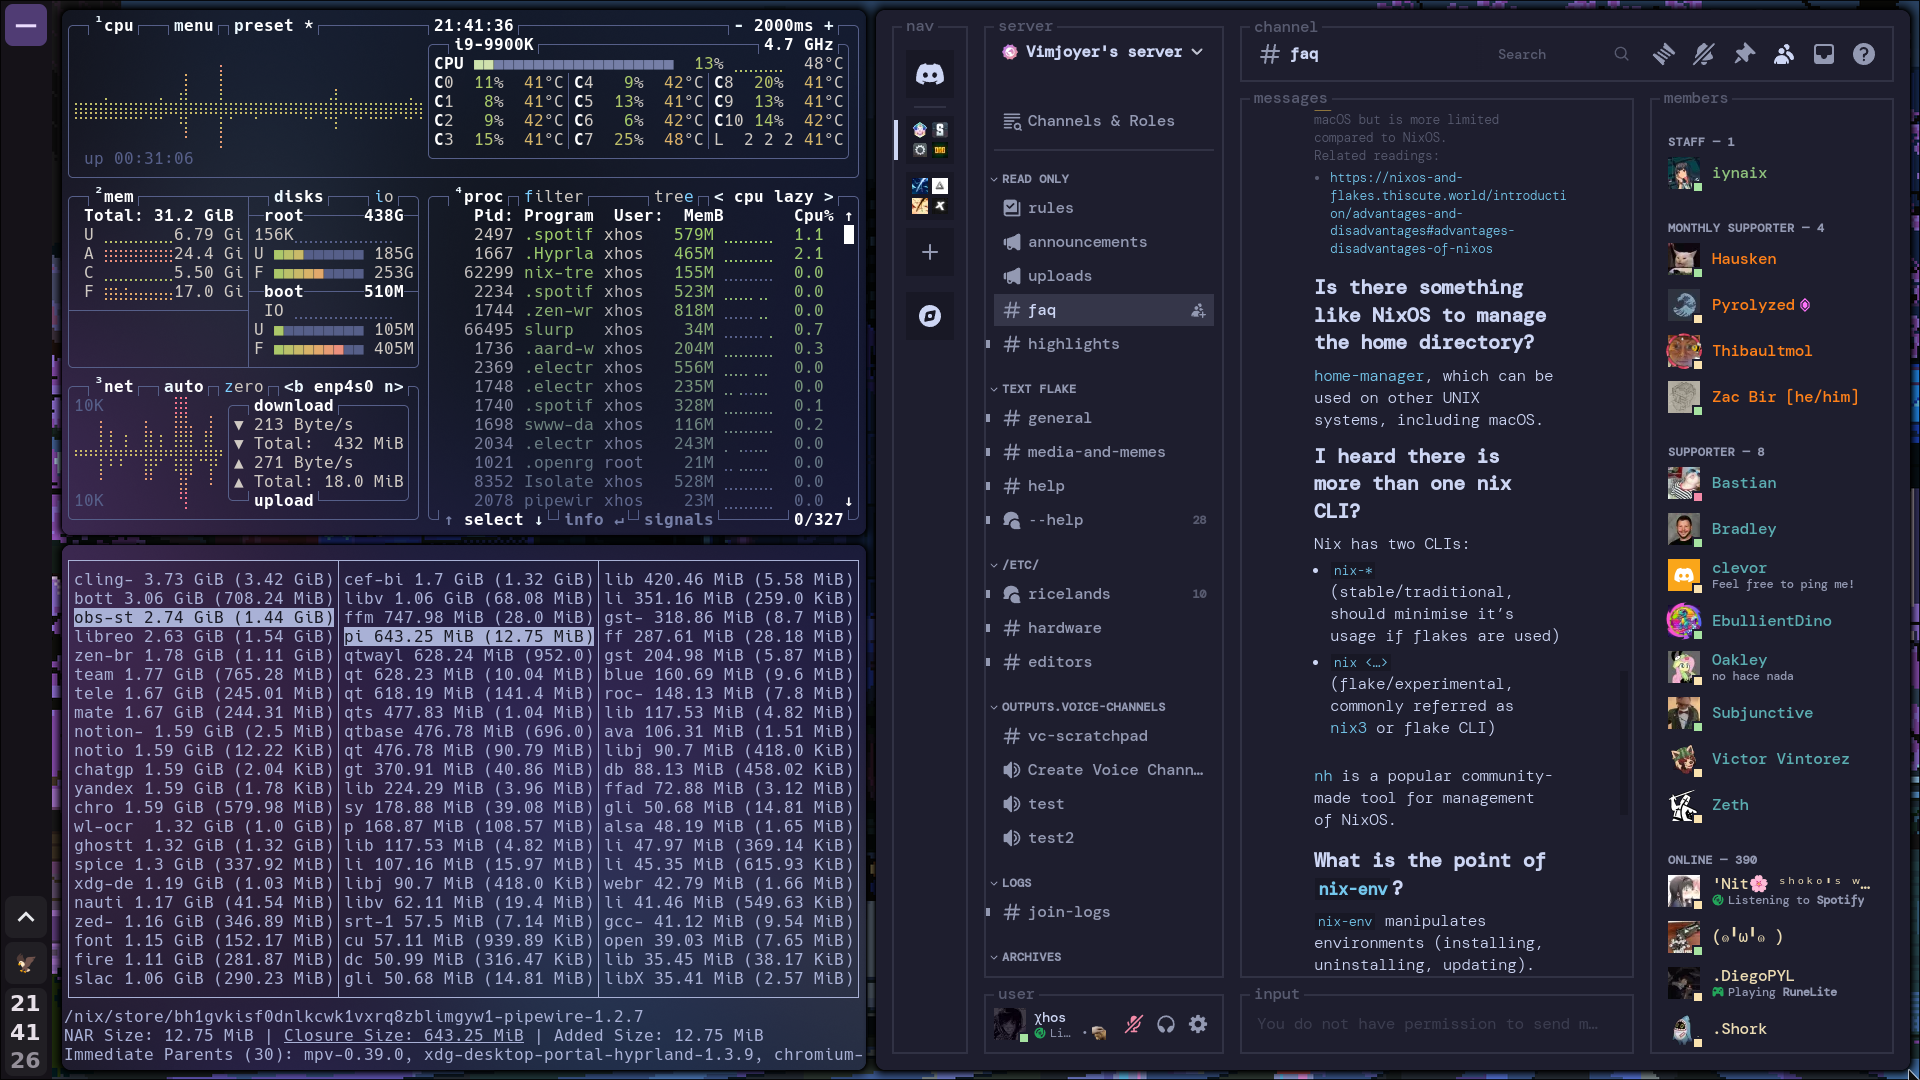 ¹cpu menu preset * 21:41:36 - 2000ms +
i9-9900K 4.7 GHz
CPU 13% 48°C
C0 11% 41°C C4 9% 42°C C8 20% 41°C
C1 8% 41°C C5 13% 41°C C9 13% 41°C
C2 9% 42°C C6 6% 42°C C10 14% 42°C
C3 15% 41°C C7 25% 48°C L 2 2 2 41°C
up 00:31:06
²mem disks io
Total: 31.2 GiB root 438G
U 6.79 Gi 156K
A 24.4 Gi U 185G
C 5.50 Gi F 253G
F 17.0 Gi boot 510M
IO
U 105M
F 405M
³net auto zero <b enp4s0 n>
10K download
▼ 213 Byte/s
▼ Total: 432 MiB
▲ 271 Byte/s
▲ Total: 18.0 MiB
10K upload
⁴proc filter tree < cpu lazy >
Pid: Program User: MemB Cpu% ↑
2497 .spotif xhos 579M 1.1
1667 .Hyprla xhos 465M 2.1
62299 nix-tre xhos 155M 0.0
2234 .spotif xhos 523M 0.0
1744 .zen-wr xhos 818M 0.0
66495 slurp xhos 34M 0.7
1736 .aard-w xhos 204M 0.3
2369 .electr xhos 556M 0.0
1748 .electr xhos 235M 0.0
1740 .spotif xhos 328M 0.1
1698 swww-da xhos 116M 0.2
2034 .electr xhos 243M 0.0
1021 .openrg root 21M 0.0
8352 Isolate xhos 528M 0.0
2078 pipewir xhos 23M 0.0 ↓
↑ select ↓ info ↵ signals 0/327
cling- 3.73 GiB (3.42 GiB) cef-bi 1.7 GiB (1.32 GiB) lib 420.46 MiB (5.58 MiB)
bott 3.06 GiB (708.24 MiB) libv 1.06 GiB (68.08 MiB) li 351.16 MiB (259.0 KiB)
obs-st 2.74 GiB (1.44 GiB) ffm 747.98 MiB (28.0 MiB) gst- 318.86 MiB (8.7 MiB)
libreo 2.63 GiB (1.54 GiB) pi 643.25 MiB (12.75 MiB) ff 287.61 MiB (28.18 MiB)
zen-br 1.78 GiB (1.11 GiB) qtwayl 628.24 MiB (952.0) gst 204.98 MiB (5.87 MiB)
team 1.77 GiB (765.28 MiB) qt 628.23 MiB (10.04 MiB) blue 160.69 MiB (9.6 MiB)
tele 1.67 GiB (245.01 MiB) qt 618.19 MiB (141.4 MiB) roc- 148.13 MiB (7.8 MiB)
mate 1.67 GiB (244.31 MiB) qts 477.83 MiB (1.04 MiB) lib 117.53 MiB (4.82 MiB)
notion- 1.59 GiB (2.5 MiB) qtbase 476.78 MiB (696.0) ava 106.31 MiB (1.51 MiB)
notio 1.59 GiB (12.22 KiB) qt 476.78 MiB (90.79 MiB) libj 90.7 MiB (418.0 KiB)
chatgp 1.59 GiB (2.04 KiB) gt 370.91 MiB (40.86 MiB) db 88.13 MiB (458.02 KiB)
yandex 1.59 GiB (1.78 KiB) lib 224.29 MiB (3.96 MiB) ffad 72.88 MiB (3.12 MiB)
chro 1.59 GiB (579.98 MiB) sy 178.88 MiB (39.08 MiB) gli 50.68 MiB (14.81 MiB)
wl-ocr 1.32 GiB (1.0 GiB) p 168.87 MiB (108.57 MiB) alsa 48.19 MiB (1.65 MiB)
ghostt 1.32 GiB (1.32 GiB) lib 117.53 MiB (4.82 MiB) li 47.97 MiB (369.14 KiB)
spice 1.3 GiB (337.92 MiB) li 107.16 MiB (15.97 MiB) li 45.35 MiB (615.93 KiB)
xdg-de 1.19 GiB (1.03 MiB) libj 90.7 MiB (418.0 KiB) webr 42.79 MiB (1.66 MiB)
nauti 1.17 GiB (41.54 MiB) libv 62.11 MiB (19.4 MiB) li 41.46 MiB (549.63 KiB)
zed- 1.16 GiB (346.89 MiB) srt-1 57.5 MiB (7.14 MiB) gcc- 41.12 MiB (9.54 MiB)
font 1.15 GiB (152.17 MiB) cu 57.11 MiB (939.89 KiB) open 39.03 MiB (7.65 MiB)
fire 1.11 GiB (281.87 MiB) dc 50.99 MiB (316.47 KiB) lib 35.45 MiB (38.17 KiB)
slac 1.06 GiB (290.23 MiB) gli 50.68 MiB (14.81 MiB) libX 35.41 MiB (2.57 MiB)
/nix/store/bh1gvkisf0dnlkcwk1vxrq8zblimgyw1-pipewire-1.2.7
NAR Size: 12.75 MiB | Closure Size: 643.25 MiB | Added Size: 12.75 MiB
Immediate Parents (30): mpv-0.39.0, xdg-desktop-portal-hyprland-1.3.9, chromium-
21
41
26
nav
server
Vimjoyer's server
Channels & Roles
READ ONLY
rules
announcements
uploads
faq
highlights
TEXT FLAKE
general
media-and-memes
help
--help 28
/ETC/
ricelands 10
hardware
editors
OUTPUTS.VOICE-CHANNELS
vc-scratchpad
Create Voice Chann…
test
test2
LOGS
join-logs
ARCHIVES
user
χhos
Li...
channel
# faq Search
messages
macOS but is more limited
compared to NixOS.
Related readings:
• https://nixos-and-
flakes.thiscute.world/introducti
on/advantages-and-
disadvantages#advantages-
disadvantages-of-nixos
Is there something
like NixOS to manage
the home directory?
home-manager, which can be
used on other UNIX
systems, including macOS.
I heard there is
more than one nix
CLI?
Nix has two CLIs:
• nix-*
(stable/traditional,
should minimise it's
usage if flakes are used)
• nix <…>
(flake/experimental,
commonly referred as
nix3 or flake CLI)
nh is a popular community-
made tool for management
of NixOS.
What is the point of
nix-env?
nix-env manipulates
environments (installing,
uninstalling, updating).
input
You do not have permission to send m…
members
STAFF — 1
iynaix
MONTHLY SUPPORTER — 4
Hausken
Pyrolyzed
Thibaultmol
Zac Bir [he/him]
SUPPORTER — 8
Bastian
Bradley
clevor
Feel free to ping me!
EbullientDino
Oakley
no hace nada
Subjunctive
Victor Vintorez
Zeth
ONLINE — 390
'Nit🌸 ˢʰᵒᵏᵒ'ˢ ʷ…
Listening to Spotify
.DiegoPYL
Playing RuneLite
.Shork